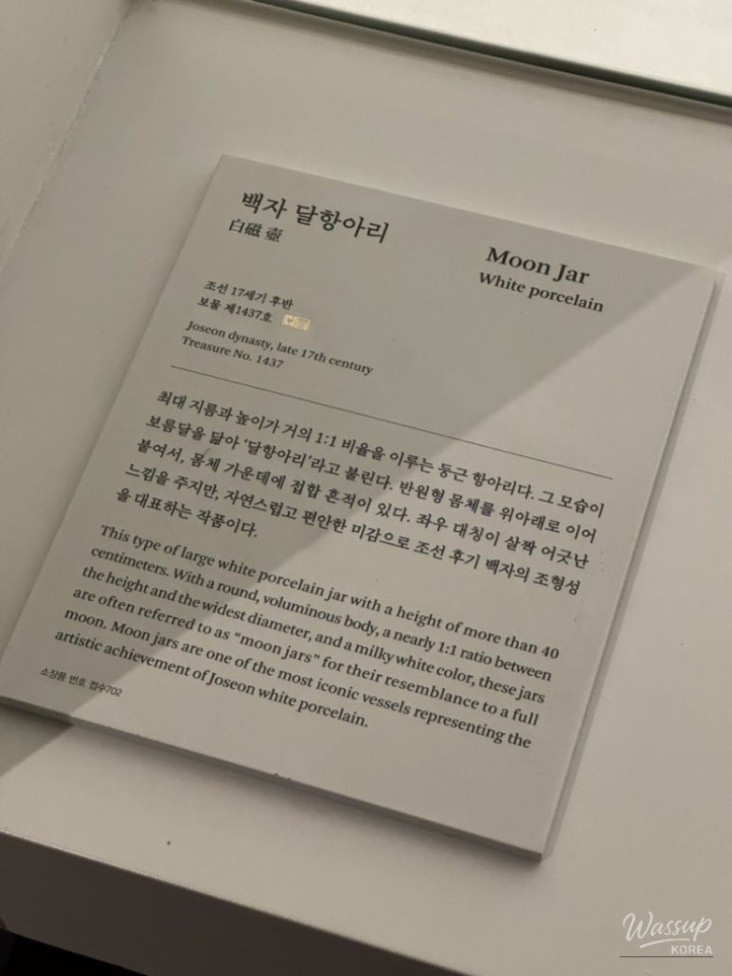 백자 달항아리
白磁 壺
Moon Jar
White porcelain
조선 17세기 후반
보물 제1437호
Joseon dynasty, late 17th century
Treasure No. 1437
최대 지름과 높이가 거의 1:1 비율을 이루는 둥근 항아리다. 그 모습이
보름달을 닮아 ‘달항아리’라고 불린다. 반원형 몸체를 위아래로 이어
붙여서, 몸체 가운데에 접합 흔적이 있다. 좌우 대칭이 살짝 어긋난
느낌을 주지만, 자연스럽고 편안한 미감으로 조선 후기 백자의 조형성
을 대표하는 작품이다.
This type of large white porcelain jar with a height of more than 40
centimeters. With a round, voluminous body, a nearly 1:1 ratio between
the height and the widest diameter, and a milky white color, these jars
are often referred to as “moon jars” for their resemblance to a full
moon. Moon jars are one of the most iconic vessels representing the
artistic achievement of Joseon white porcelain.
소장품 번호 접수702
Wassup
KOREA